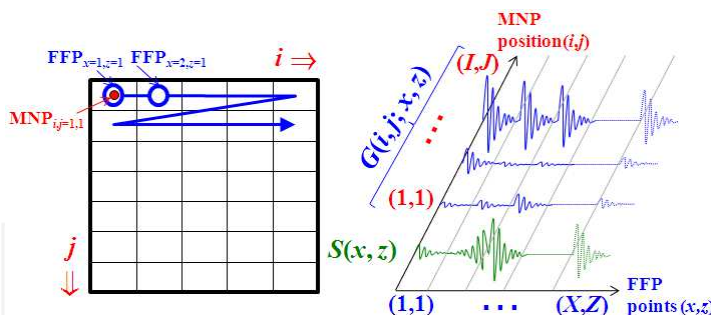 FFPx=1,z=1 FFPx=2,z=1
i ⇒
MNPi,j=1,1
j
⇓
MNP
position(i,j)
(I,J)
G(i,j; x, z)
...
(1,1)
S(x, z)
(1,1) ... (X,Z)
FFP
points (x,z)